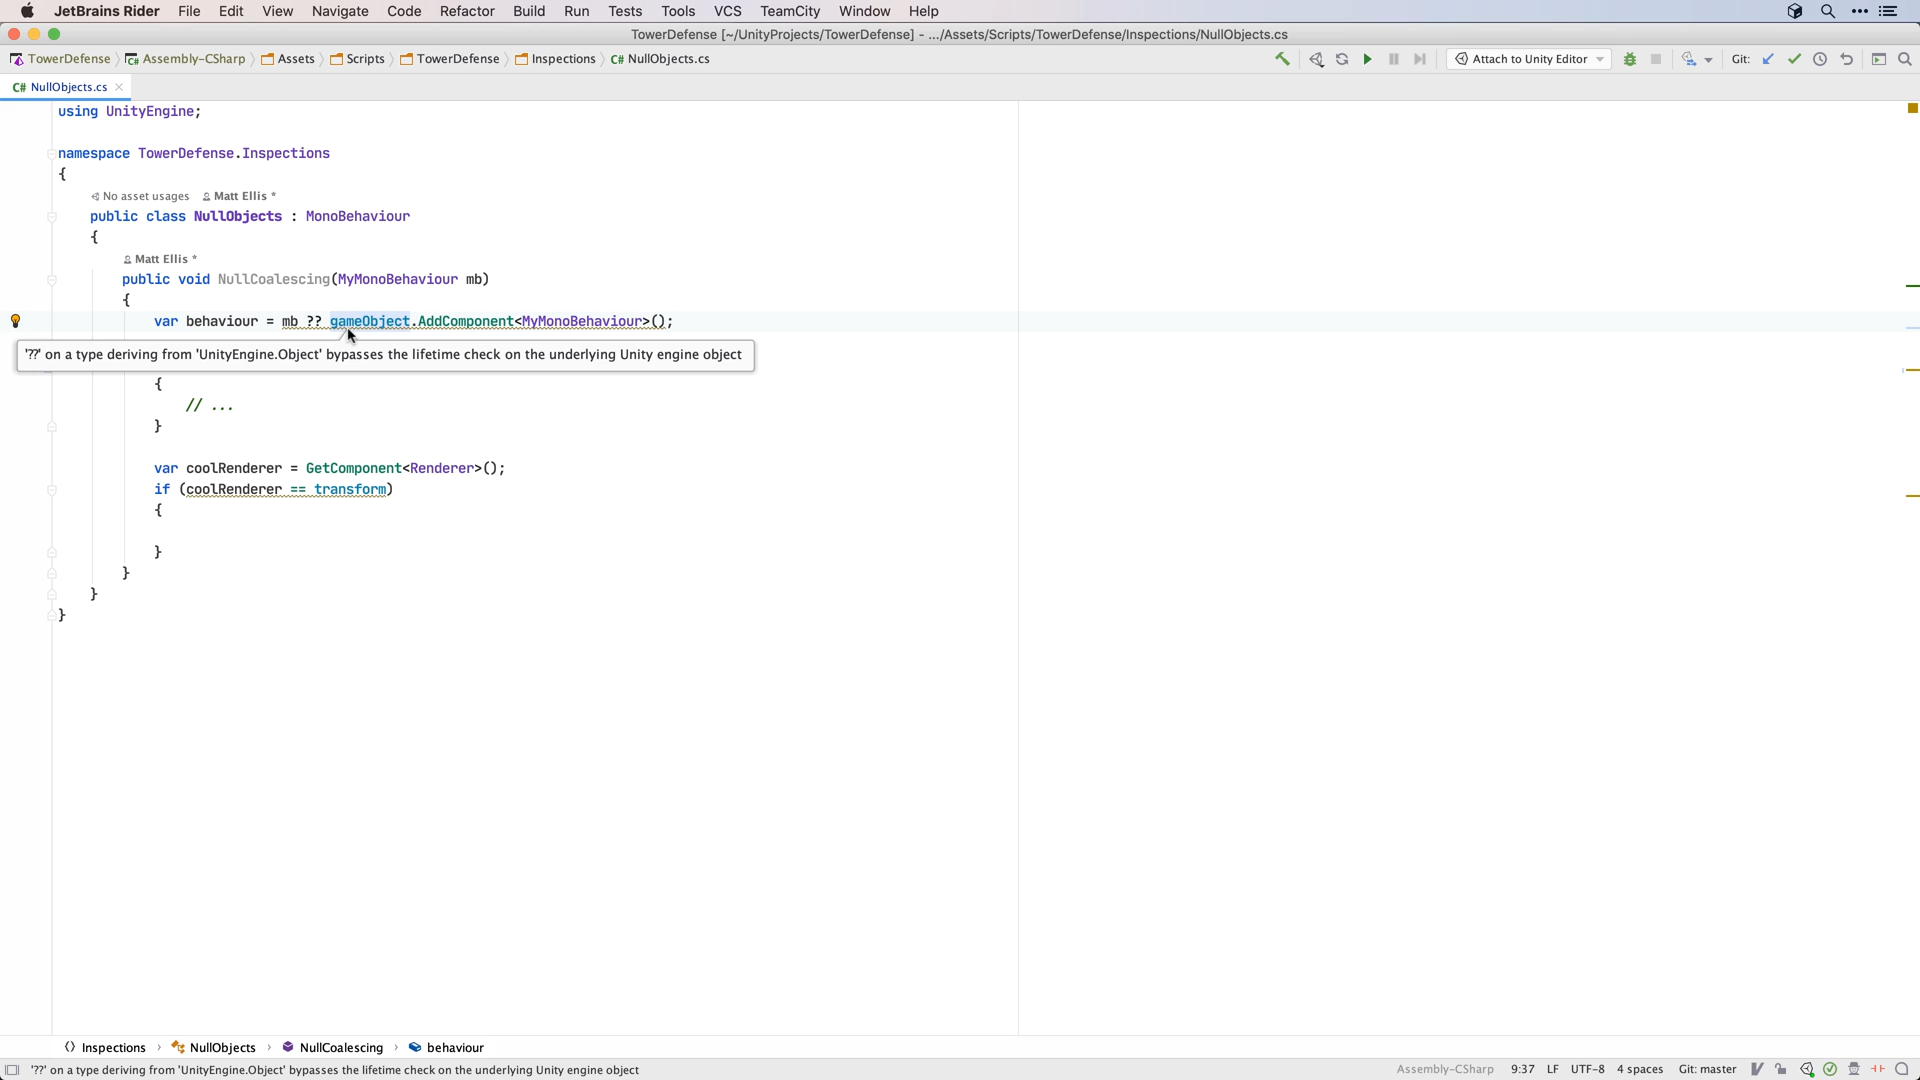 JetBrains Rider File Edit View Navigate Code Refactor Build Run Tests Tools VCS TeamCity Window Help
TowerDefense [~/UnityProjects/TowerDefense] - .../Assets/Scripts/TowerDefense/Inspections/NullObjects.cs
TowerDefense Assembly-CSharp Assets Scripts TowerDefense Inspections C# NullObjects.cs Attach to Unity Editor Git:
C# NullObjects.cs
using UnityEngine;
namespace TowerDefense.Inspections
{
No asset usages Matt Ellis *
public class NullObjects : MonoBehaviour
{
Matt Ellis *
public void NullCoalescing(MyMonoBehaviour mb)
{
var behaviour = mb ?? gameObject.AddComponent<MyMonoBehaviour>();
'??' on a type deriving from 'UnityEngine.Object' bypasses the lifetime check on the underlying Unity engine object
{
// ...
}
var coolRenderer = GetComponent<Renderer>();
if (coolRenderer == transform)
{
}
}
}
}
Inspections NullObjects NullCoalescing behaviour
'??' on a type deriving from 'UnityEngine.Object' bypasses the lifetime check on the underlying Unity engine object Assembly-CSharp 9:37 LF UTF-8 4 spaces Git: master